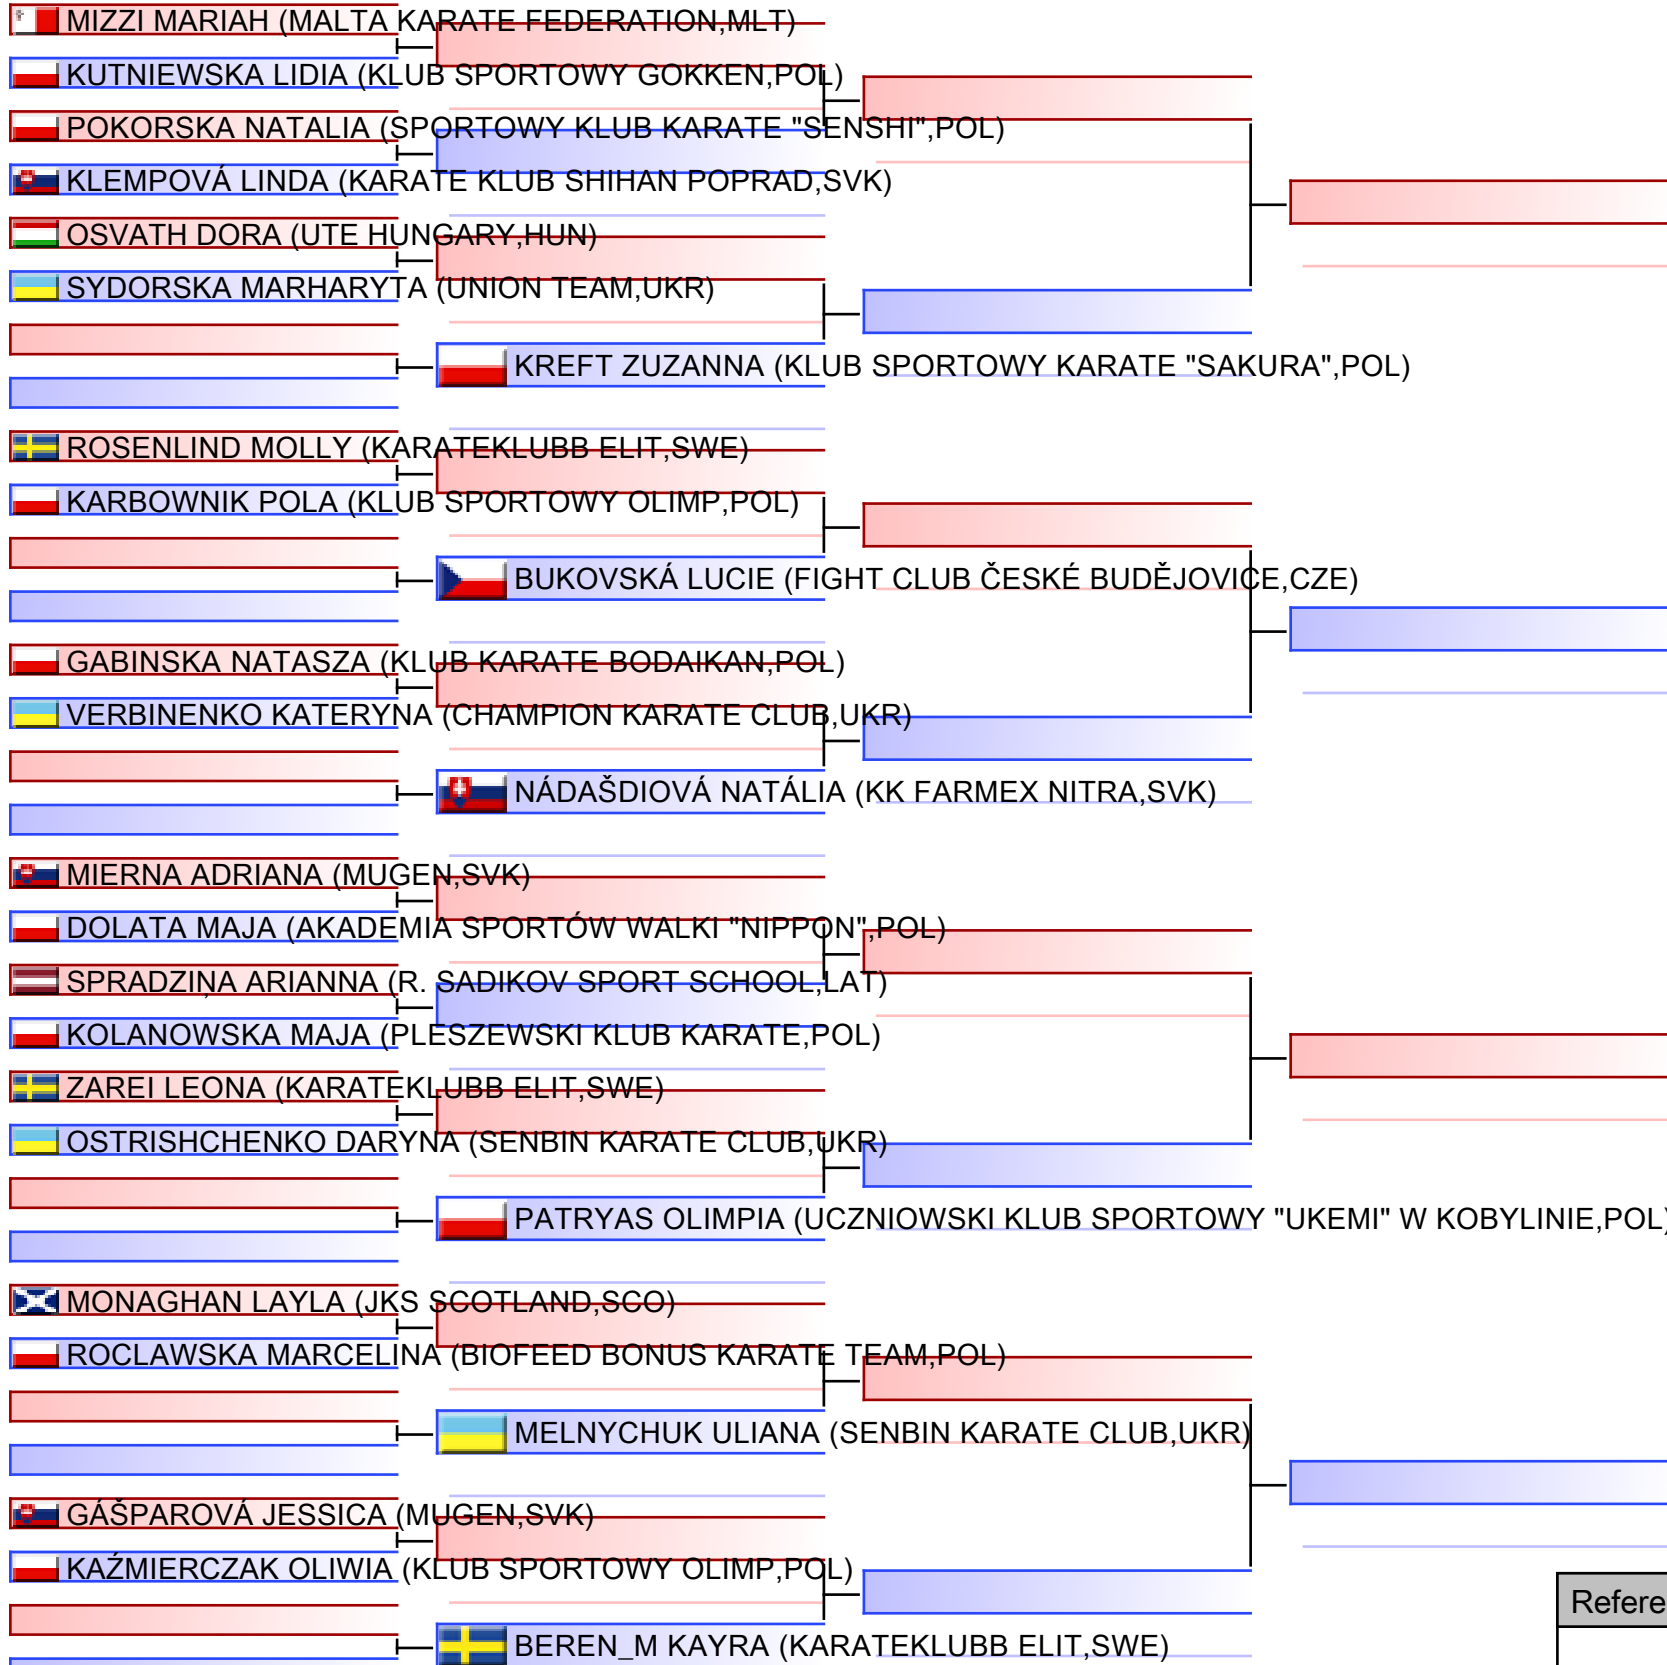 MIZZI MARIAH (MALTA KARATE FEDERATION,MLT)
KUTNIEWSKA LIDIA (KLUB SPORTOWY GOKKEN,POL)
POKORSKA NATALIA (SPORTOWY KLUB KARATE "SENSHI",POL)
KLEMPOVÁ LINDA (KARATE KLUB SHIHAN POPRAD,SVK)
OSVATH DORA (UTE HUNGARY,HUN)
SYDORSKA MARHARYTA (UNION TEAM,UKR)
KREFT ZUZANNA (KLUB SPORTOWY KARATE "SAKURA",POL)
ROSENLIND MOLLY (KARATEKLUBB ELIT,SWE)
KARBOWNIK POLA (KLUB SPORTOWY OLIMP,POL)
BUKOVSKÁ LUCIE (FIGHT CLUB ČESKÉ BUDĚJOVICE,CZE)
GABINSKA NATASZA (KLUB KARATE BODAIKAN,POL)
VERBINENKO KATERYNA (CHAMPION KARATE CLUB,UKR)
NÁDAŠDIOVÁ NATÁLIA (KK FARMEX NITRA,SVK)
MIERNA ADRIANA (MUGEN,SVK)
DOLATA MAJA (AKADEMIA SPORTÓW WALKI "NIPPON",POL)
SPRADZIŅA ARIANNA (R. SADIKOV SPORT SCHOOL,LAT)
KOLANOWSKA MAJA (PLESZEWSKI KLUB KARATE,POL)
ZAREI LEONA (KARATEKLUBB ELIT,SWE)
OSTRISHCHENKO DARYNA (SENBIN KARATE CLUB,UKR)
PATRYAS OLIMPIA (UCZNIOWSKI KLUB SPORTOWY "UKEMI" W KOBYLINIE,POL)
MONAGHAN LAYLA (JKS SCOTLAND,SCO)
ROCLAWSKA MARCELINA (BIOFEED BONUS KARATE TEAM,POL)
MELNYCHUK ULIANA (SENBIN KARATE CLUB,UKR)
GÁŠPAROVÁ JESSICA (MUGEN,SVK)
KAŹMIERCZAK OLIWIA (KLUB SPORTOWY OLIMP,POL)
Refere
BEREN_M KAYRA (KARATEKLUBB ELIT,SWE)